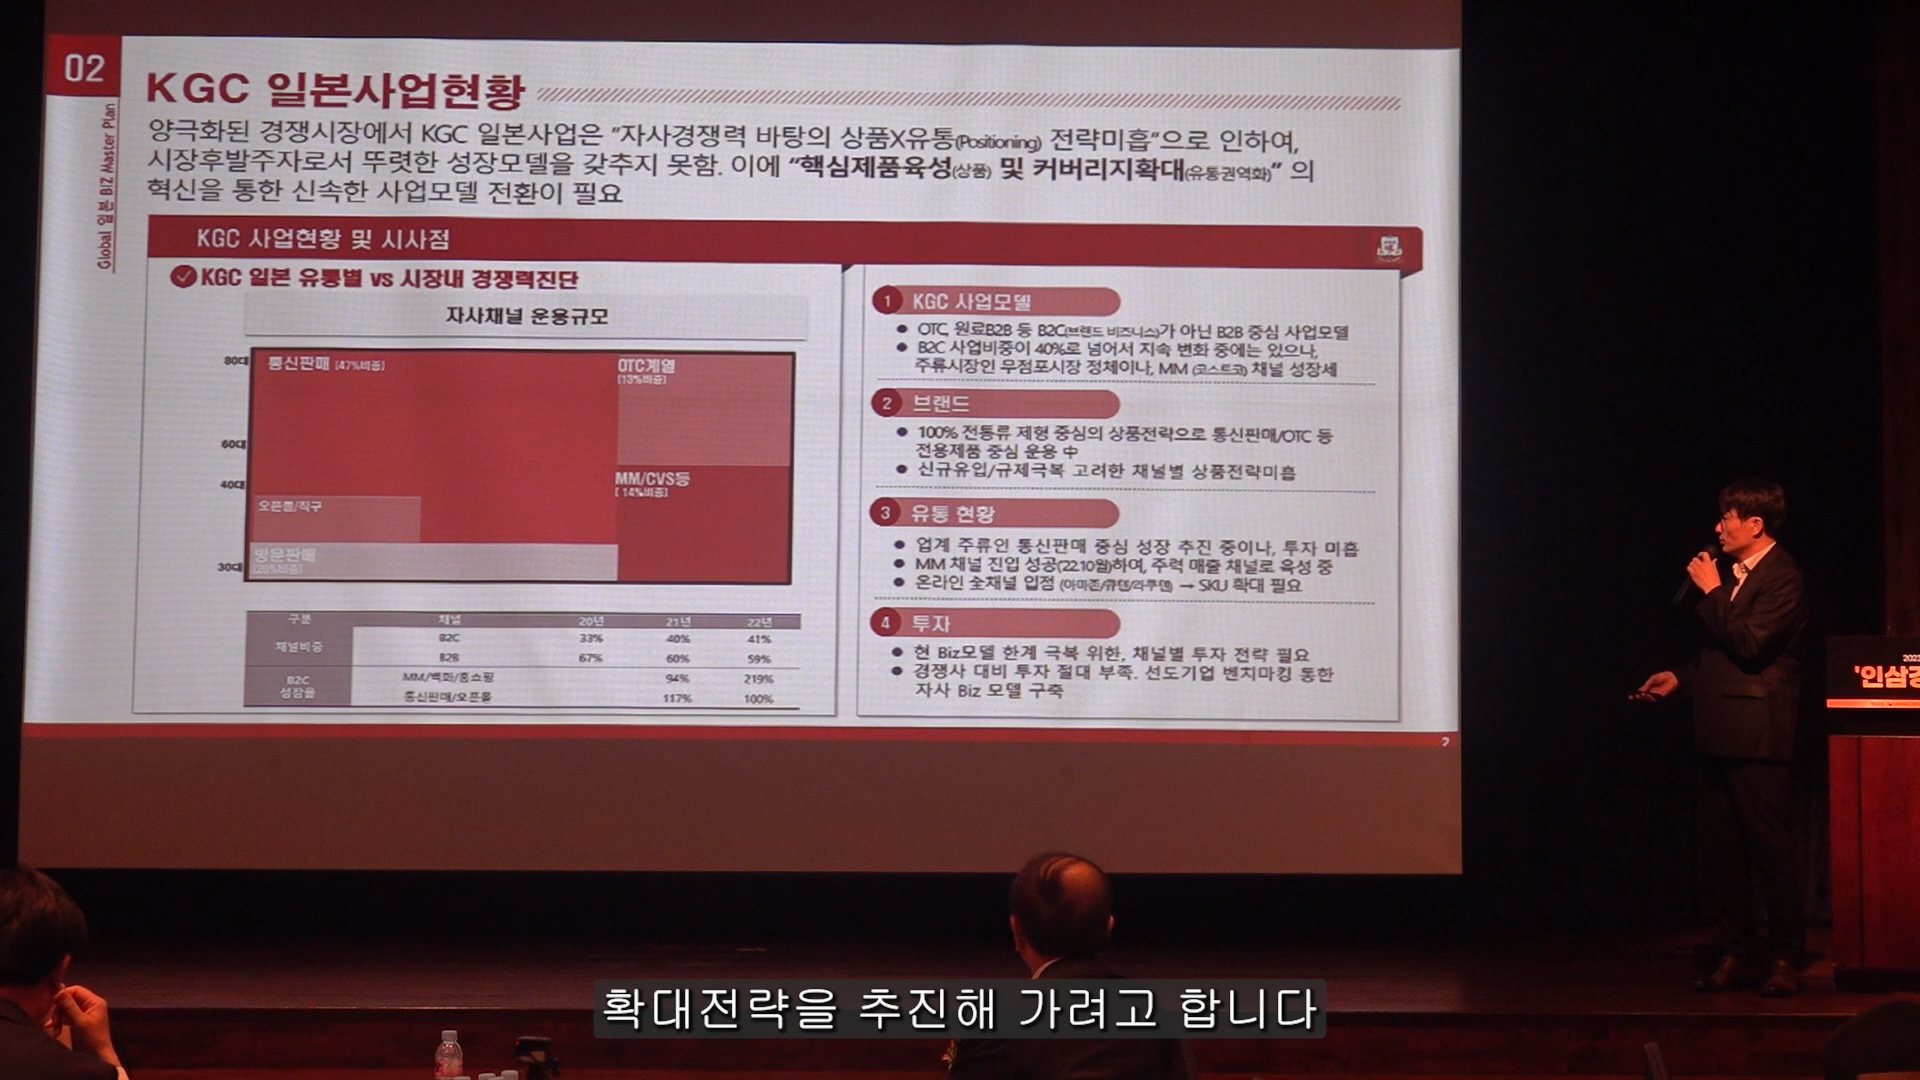 02
Global 일본 BIZ Master Plan
KGC 일본사업현황
양극화된 경쟁시장에서 KGC 일본사업은 "자사경쟁력 바탕의 상품X유통(Positioning) 전략미흡"으로 인하여,
시장후발주자로서 뚜렷한 성장모델을 갖추지 못함. 이에 "핵심제품육성(상품) 및 커버리지확대(유통권역화)" 의
혁신을 통한 신속한 사업모델 전환이 필요
KGC 사업현황 및 시사점
KGC 일본 유통별 vs 시장내 경쟁력진단
자사채널 운용규모
80대
60대
40대
30대
통신판매 (47%비중)
OTC계열
(13%비중)
MM/CVS등
( 14%비중)
오픈몰/직구
방문판매
(26%비중)
구분 채널 20년 21년 22년
채널비중 B2C 33% 40% 41%
B2B 67% 60% 59%
B2C
성장율
MM/백화/홈쇼핑 94% 219%
통신판매/오픈몰 117% 100%
1 KGC 사업모델
● OTC, 원료B2B 등 B2C(브랜드 비즈니스)가 아닌 B2B 중심 사업모델
● B2C 사업비중이 40%로 넘어서 지속 변화 중에는 있으나,
주류시장인 무점포시장 정체이나, MM (코스트코) 채널 성장세
2 브랜드
● 100% 전통류 제형 중심의 상품전략으로 통신판매/OTC 등
전용제품 중심 운용 中
● 신규유입/규제극복 고려한 채널별 상품전략미흡
3 유통 현황
● 업계 주류인 통신판매 중심 성장 추진 중이나, 투자 미흡
● MM 채널 진입 성공(22.10월)하여, 주력 매출 채널로 육성 중
● 온라인 全채널 입점 (아마존/큐텐/라쿠텐) → SKU 확대 필요
4 투자
● 현 Biz모델 한계 극복 위한, 채널별 투자 전략 필요
● 경쟁사 대비 투자 절대 부족. 선도기업 벤치마킹 통한
자사 Biz 모델 구축
2
2023
'인삼
확대전략을 추진해 가려고 합니다